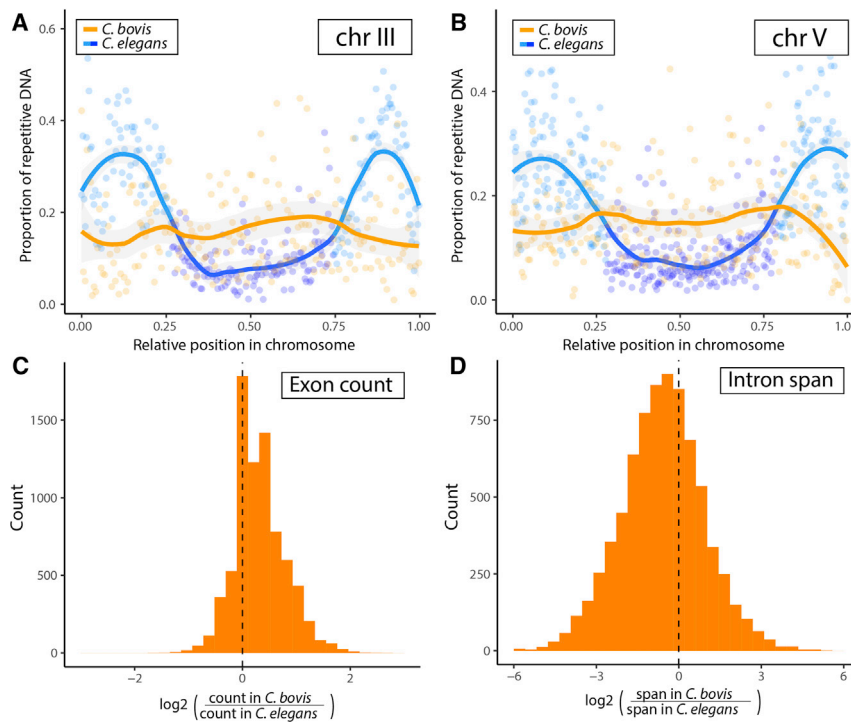 A
C. bovis
C. elegans
chr III
Proportion of repetitive DNA
0.6
0.4
0.2
0.0
0.00
0.25
0.50
0.75
1.00
Relative position in chromosome
B
C. bovis
C. elegans
chr V
Proportion of repetitive DNA
0.4
0.2
0.0
0.00
0.25
0.50
0.75
1.0
Relative position in chromosome
C
Exon count
Count
1500
1000
500
0
-2
0
2
log2 ( count in C. bovis
count in C. elegans )
D
Intron span
Count
750
500
250
0
-6
-3
0
3
6
log2 ( span in C. bovis
span in C. elegans )